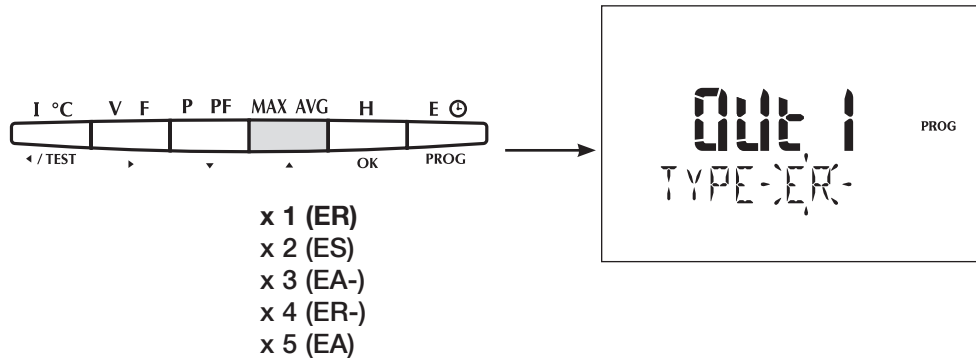 I °C V F P PF MAX AVG H E
/ TEST OK PROG
x 1 (ER)
x 2 (ES)
x 3 (EA-)
x 4 (ER-)
x 5 (EA)
OUt 1
PROG
TYPE-ER-